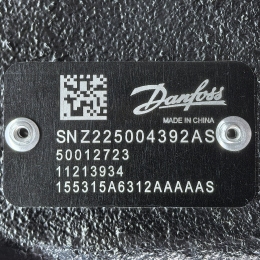 Danfoss
MADE IN CHINA
SNZ225004392AS
50012723
11213934
155315A6312AAAAAS